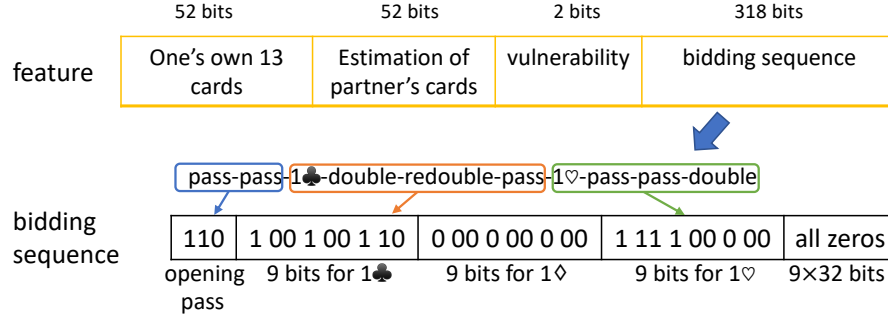 52 bits 52 bits 2 bits 318 bits
feature
One's own 13 cards
Estimation of partner's cards
vulnerability
bidding sequence
pass-pass-1♣-double-redouble-pass-1♡-pass-pass-double
bidding sequence
110 1 00 1 00 1 10 0 00 0 00 0 00 1 11 1 00 0 00 all zeros
opening pass
9 bits for 1♣ 9 bits for 1♢ 9 bits for 1♡ 9×32 bits